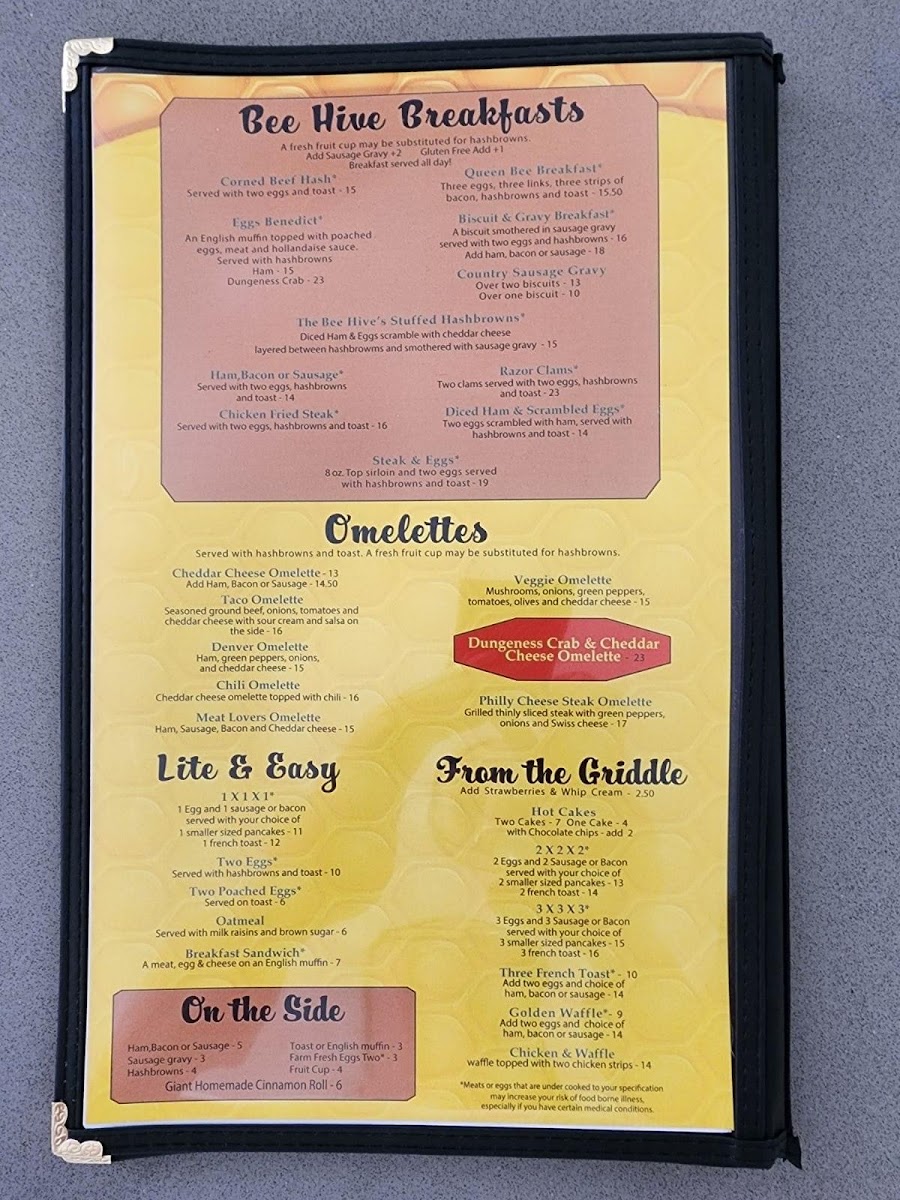 Bee Hive Breakfasts
A fresh fruit cup may be substituted for hashbrowns.
Add Sausage Gravy +2 Gluten Free Add +1
Breakfast served all day!
Corned Beef Hash*
Served with two eggs and toast - 15
Eggs Benedict*
An English muffin topped with poached
eggs, meat and hollandaise sauce.
Served with hashbrowns
Ham - 15
Dungeness Crab - 23
Queen Bee Breakfast*
Three eggs, three links, three strips of
bacon, hashbrowns and toast - 15.50
Biscuit & Gravy Breakfast*
A biscuit smothered in sausage gravy
served with two eggs and hashbrowns - 16
Add ham, bacon or sausage - 18
Country Sausage Gravy
Over two biscuits - 13
Over one biscuit - 10
The Bee Hive's Stuffed Hashbrowns*
Diced Ham & Eggs scramble with cheddar cheese
layered between hashbrowms and smothered with sausage gravy - 15
Ham,Bacon or Sausage*
Served with two eggs, hashbrowns
and toast - 14
Chicken Fried Steak*
Served with two eggs, hashbrowns and toast - 16
Razor Clams*
Two clams served with two eggs, hashbrowns
and toast - 23
Diced Ham & Scrambled Eggs*
Two eggs scrambled with ham, served with
hashbrowns and toast - 14
Steak & Eggs*
8 oz. Top sirloin and two eggs served
with hashbrowns and toast - 19
Omelettes
Served with hashbrowns and toast. A fresh fruit cup may be substituted for hashbrowns.
Cheddar Cheese Omelette - 13
Add Ham, Bacon or Sausage - 14.50
Taco Omelette
Seasoned ground beef, onions, tomatoes and
cheddar cheese with sour cream and salsa on
the side - 16
Denver Omelette
Ham, green peppers, onions,
and cheddar cheese - 15
Chili Omelette
Cheddar cheese omelette topped with chili - 16
Meat Lovers Omelette
Ham, Sausage, Bacon and Cheddar cheese - 15
Veggie Omelette
Mushrooms, onions, green peppers,
tomatoes, olives and cheddar cheese - 15
Dungeness Crab & Cheddar
Cheese Omelette - 23
Philly Cheese Steak Omelette
Grilled thinly sliced steak with green peppers,
onions and Swiss cheese - 17
Lite & Easy
1 X 1 X 1*
1 Egg and 1 sausage or bacon
served with your choice of
1 smaller sized pancakes - 11
1 french toast - 12
Two Eggs*
Served with hashbrowns and toast - 10
Two Poached Eggs*
Served on toast - 6
Oatmeal
Served with milk raisins and brown sugar - 6
Breakfast Sandwich*
A meat, egg & cheese on an English muffin - 7
From the Griddle
Add Strawberries & Whip Cream - 2.50
Hot Cakes
Two Cakes - 7 One Cake - 4
with Chocolate chips - add 2
2 X 2 X 2*
2 Eggs and 2 Sausage or Bacon
served with your choice of
2 smaller sized pancakes - 13
2 french toast - 14
3 X 3 X 3*
3 Eggs and 3 Sausage or Bacon
served with your choice of
3 smaller sized pancakes - 15
3 french toast - 16
Three French Toast* - 10
Add two eggs and choice of
ham, bacon or sausage - 14
Golden Waffle*- 9
Add two eggs and choice of
ham, bacon or sausage - 14
Chicken & Waffle
waffle topped with two chicken strips - 14
*Meats or eggs that are under cooked to your specification
may increase your risk of food borne illness,
especially if you have certain medical conditions.
On the Side
Ham,Bacon or Sausage - 5
Sausage gravy - 3
Hashbrowns - 4
Toast or English muffin - 3
Farm Fresh Eggs Two* - 3
Fruit Cup - 4
Giant Homemade Cinnamon Roll - 6